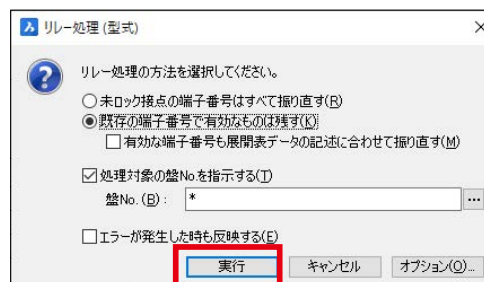 リレー処理 (型式)
リレー処理の方法を選択してください。
未ロック接点の端子番号はすべて振り直す(R)
既存の端子番号で有効なものは残す(K)
有効な端子番号も展開表データの記述に合わせて振り直す(M)
処理対象の盤No.を指示する(T)
盤No. (B) : *
エラーが発生した時も反映する(E)
実行 キャンセル オプション(O)...